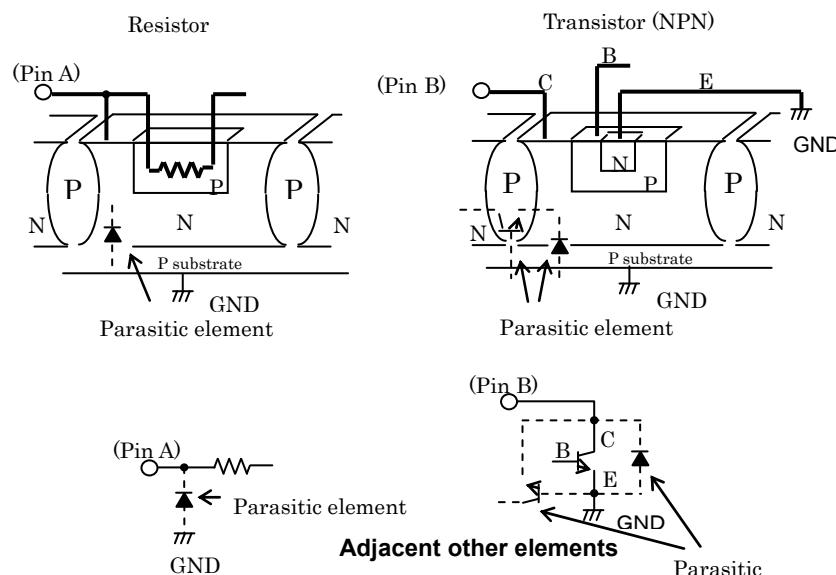 Resistor
(Pin A)
P
P
P
N
N
N
P substrate
GND
Parasitic element
Transistor (NPN)
B
(Pin B)
C
E
GND
P
N
P
P
N
N
N
P substrate
GND
Parasitic element
(Pin A)
Parasitic element
GND
(Pin B)
C
B
E
GND
Adjacent other elements
Parasitic